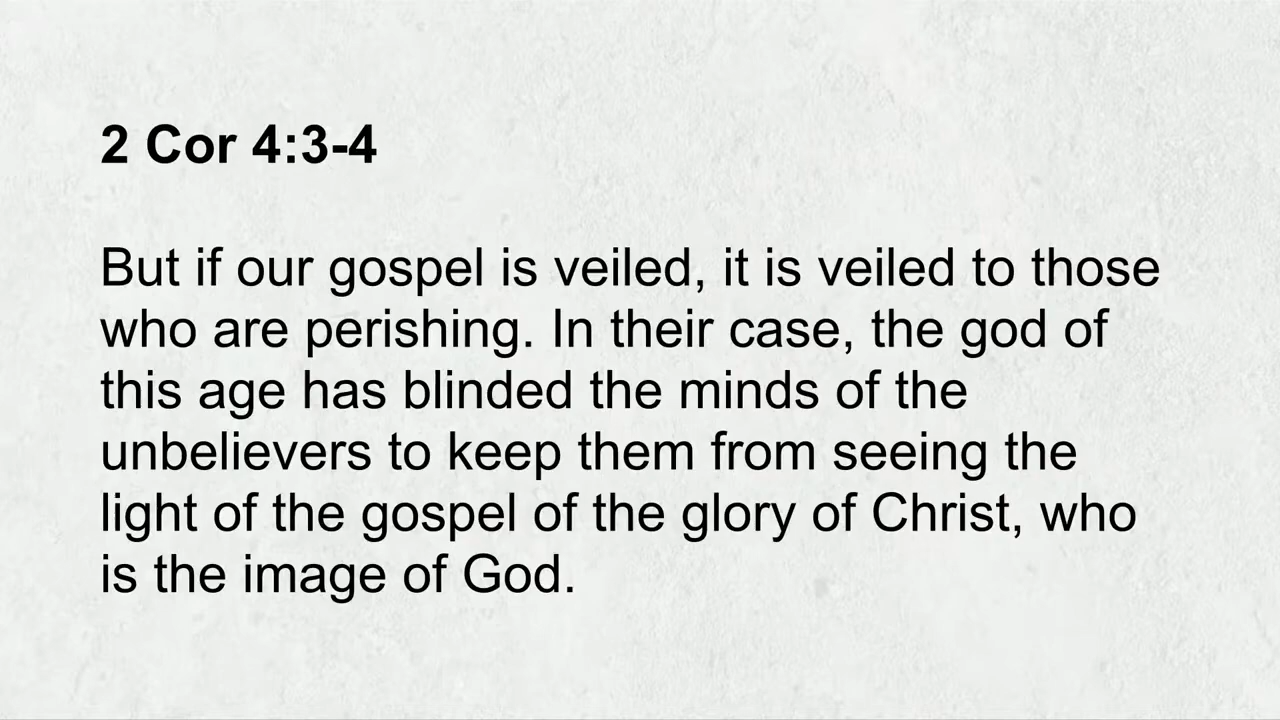 2 Cor 4:3-4
But if our gospel is veiled, it is veiled to those
who are perishing. In their case, the god of
this age has blinded the minds of the
unbelievers to keep them from seeing the
light of the gospel of the glory of Christ, who
is the image of God.